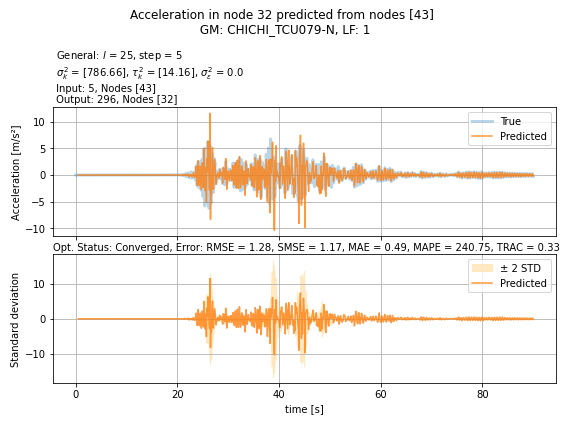 Acceleration in node 32 predicted from nodes [43]
GM: CHICHI_TCU079-N, LF: 1
General: l = 25, step = 5
σ²ₖ = [786.66], τ²ₖ = [14.16], σ²ε = 0.0
Input: 5, Nodes [43]
Output: 296, Nodes [32]
Acceleration [m/s²]
10
5
0
−5
−10
True
Predicted
Opt. Status: Converged, Error: RMSE = 1.28, SMSE = 1.17, MAE = 0.49, MAPE = 240.75, TRAC = 0.33
Standard deviation
10
0
−10
± 2 STD
Predicted
0
20
40
60
80
time [s]